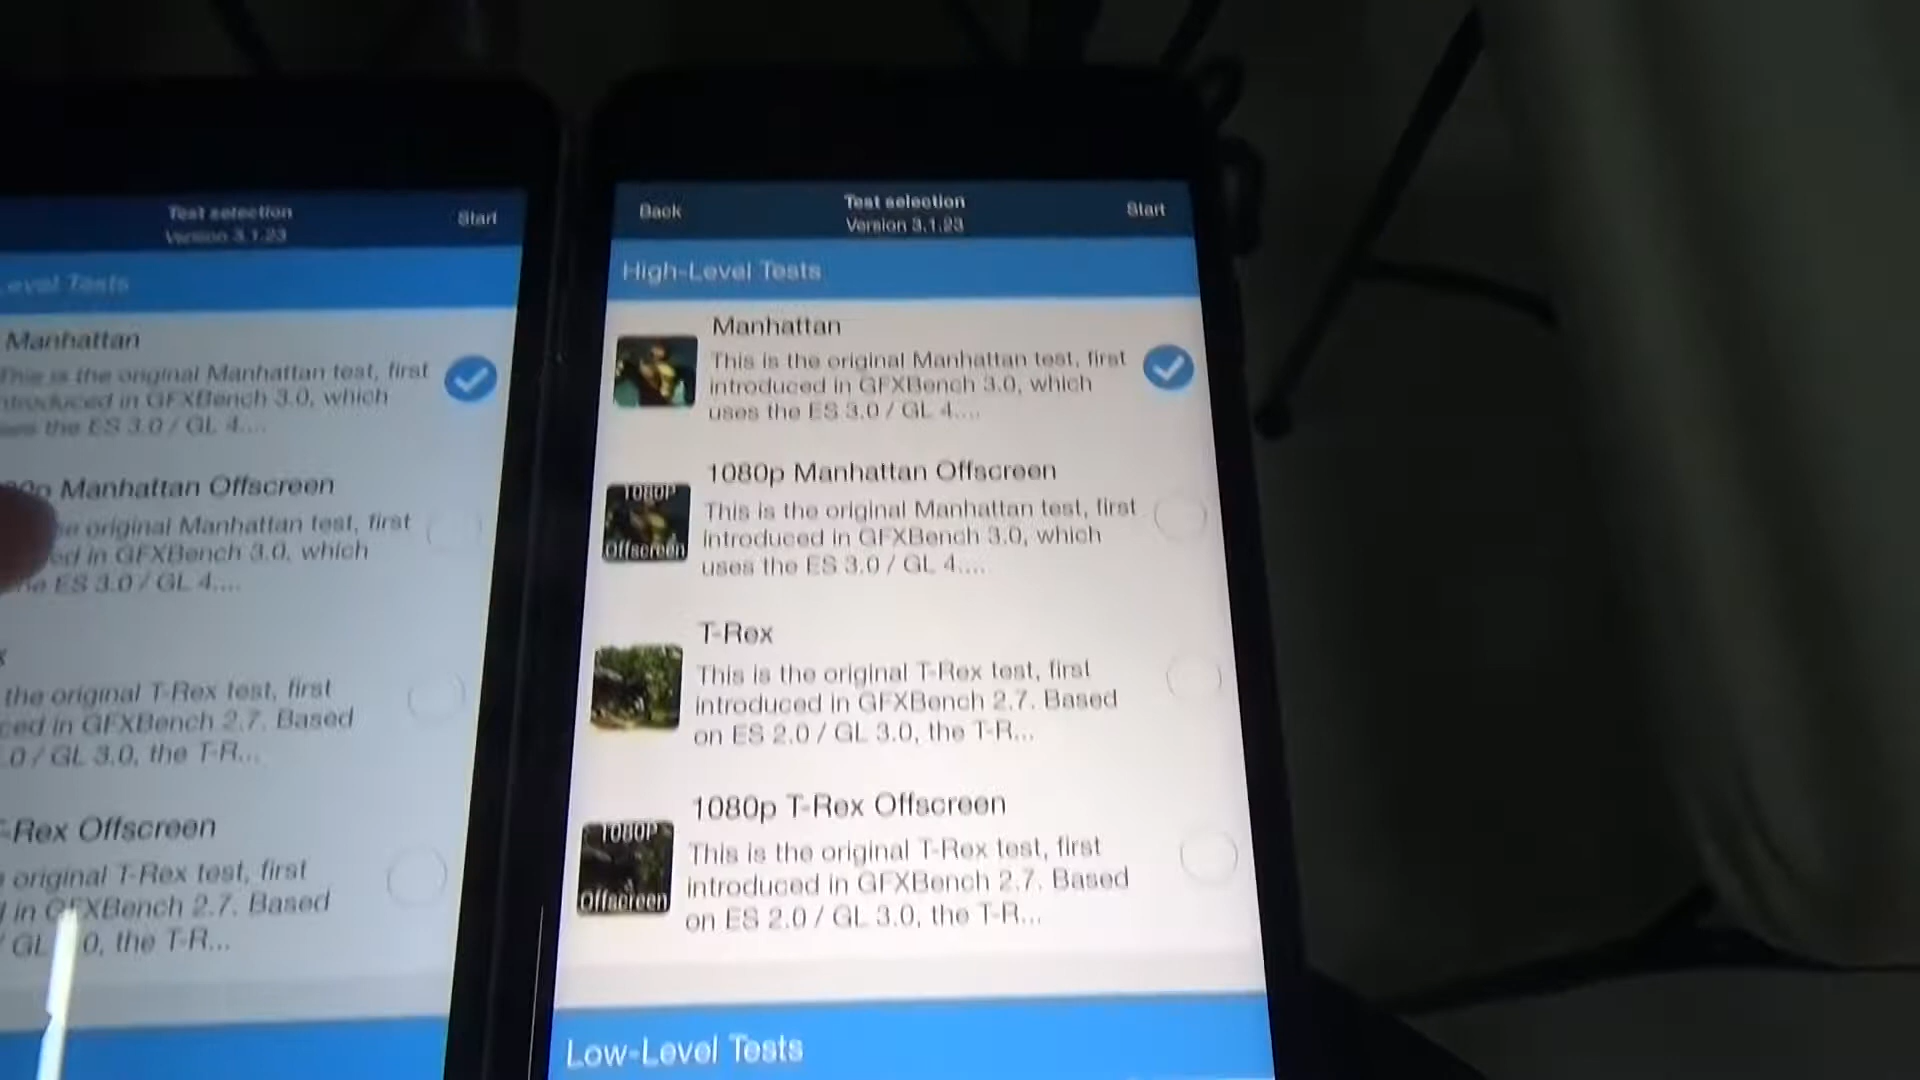 Test selection
Version 3.1.23
Start
Level Tests
Manhattan
This is the original Manhattan test, first
introduced in GFXBench 3.0, which
uses the ES 3.0 / GL 4....
Manhattan Offscreen
original Manhattan test, first
in GFXBench 3.0, which
ES 3.0 / GL 4....
the original T-Rex test, first
in GFXBench 2.7. Based
.0 / GL 3.0, the T-R...
-Rex Offscreen
original T-Rex test, first
in GFXBench 2.7. Based
GL 0, the T-R...
Back
Test selection
Version 3.1.23
Start
High-Level Tests
Manhattan
This is the original Manhattan test, first
introduced in GFXBench 3.0, which
uses the ES 3.0 / GL 4....
1080p Manhattan Offscreen
1080P
Offscreen
This is the original Manhattan test, first
introduced in GFXBench 3.0, which
uses the ES 3.0 / GL 4.....
T-Rex
This is the original T-Rex test, first
introduced in GFXBench 2.7. Based
on ES 2.0 / GL 3.0, the T-R...
1080p T-Rex Offscreen
1080P
Offscreen
This is the original T-Rex test, first
introduced in GFXBench 2.7. Based
on ES 2.0 / GL 3.0, the T-R...
Low-Level Tests